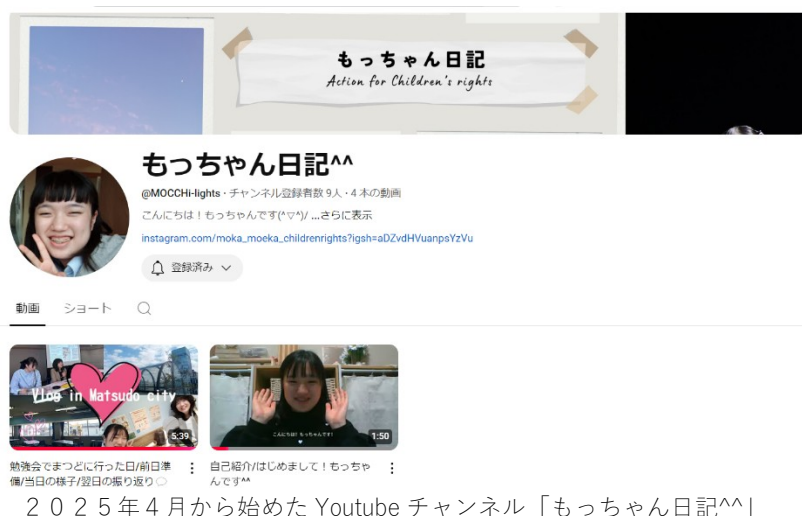 もっちゃん日記
Action for Children's rights
もっちゃん日記^^
@MOCCHi-lights・チャンネル登録者数 9人・4 本の動画
こんにちは！もっちゃんです(^▽^)/ ...さらに表示
instagram.com/moka_moeka_childrenrights?igsh=aDZvdHVuanpsYzVu
登録済み
動画 ショート
Vlog in Matsudo city
5:39
こんにちは！もっちゃんです！
1:50
勉強会でまつどに行った日/前日準
備/当日の様子/翌日の振り返り
自己紹介/はじめまして！もっちゃ
んです^^
２０２５年４月から始めた Youtube チャンネル「もっちゃん日記^^」